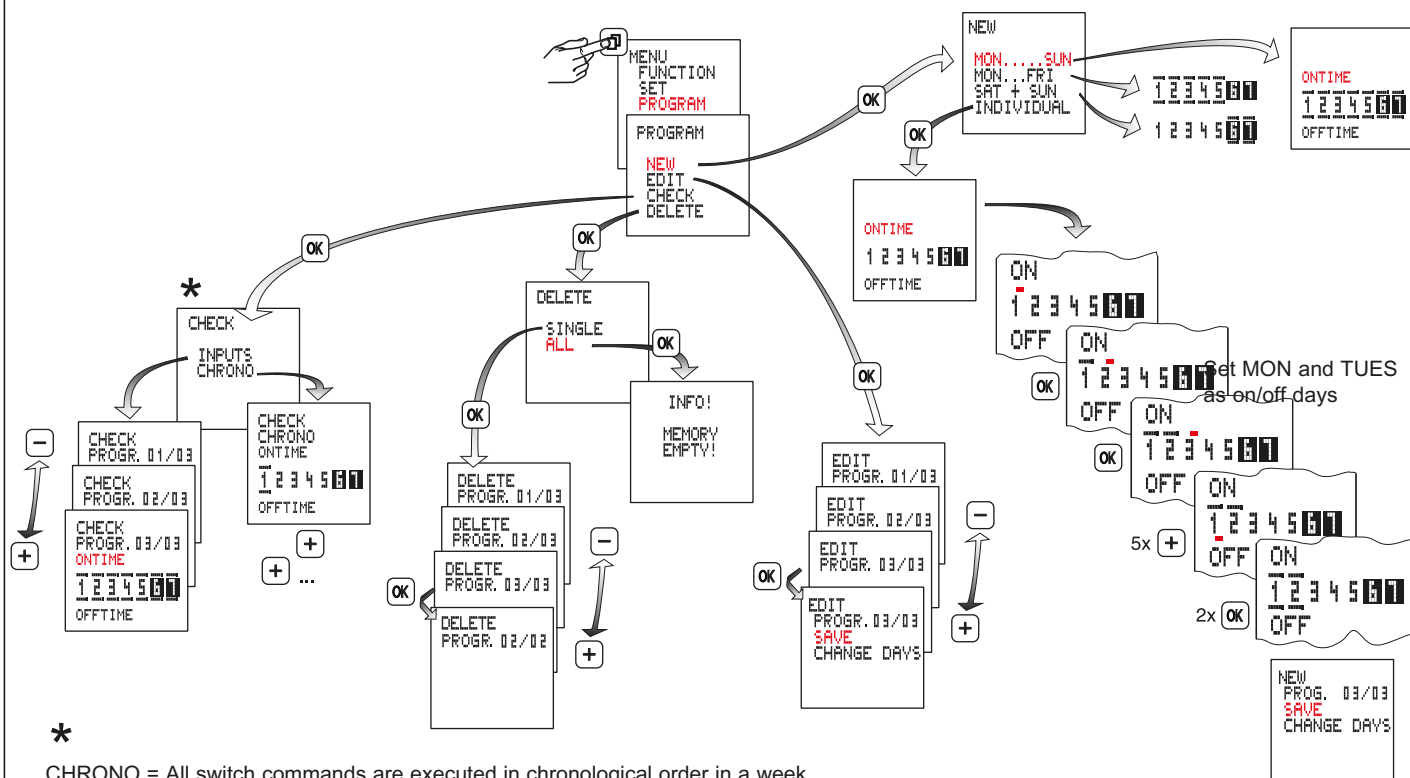 MENU
FUNCTION
SET
PROGRAM
PROGRAM
NEW
EDIT
CHECK
DELETE
OK
NEW
MON.....SUN
MON...FRI
SAT + SUN
INDIVIDUAL
1 2 3 4 5 6 7
1 2 3 4 5 6 7
ONTIME
1 2 3 4 5 6 7
OFFTIME
OK
ONTIME
1 2 3 4 5 6 7
OFFTIME
ON
1 2 3 4 5 6 7
OFF
OK
ON
1 2 3 4 5 6 7
OFF
Set MON and TUES
as on/off days
OK
ON
1 2 3 4 5 6 7
OFF
5x +
ON
1 2 3 4 5 6 7
OFF
2x OK
ON
1 2 3 4 5 6 7
OFF
NEW
PROG. 03/03
SAVE
CHANGE DAYS
OK
*
CHECK
INPUTS
CHRONO
-
+
CHECK
PROGR. 01/03
CHECK
PROGR. 02/03
CHECK
PROGR. 03/03
ONTIME
1 2 3 4 5 6 7
OFFTIME
CHECK
CHRONO
ONTIME
1 2 3 4 5 6 7
OFFTIME
+
+ ...
OK
DELETE
SINGLE
ALL
OK
INFO!
MEMORY
EMPTY!
OK
DELETE
PROGR. 01/03
DELETE
PROGR. 02/03
DELETE
PROGR. 03/03
OK
DELETE
PROGR. 02/02
-
+
OK
EDIT
PROGR. 01/03
EDIT
PROGR. 02/03
EDIT
PROGR. 03/03
OK
EDIT
PROGR. 03/03
SAVE
CHANGE DAYS
-
+
*
CHRONO = All switch commands are executed in chronological order in a week